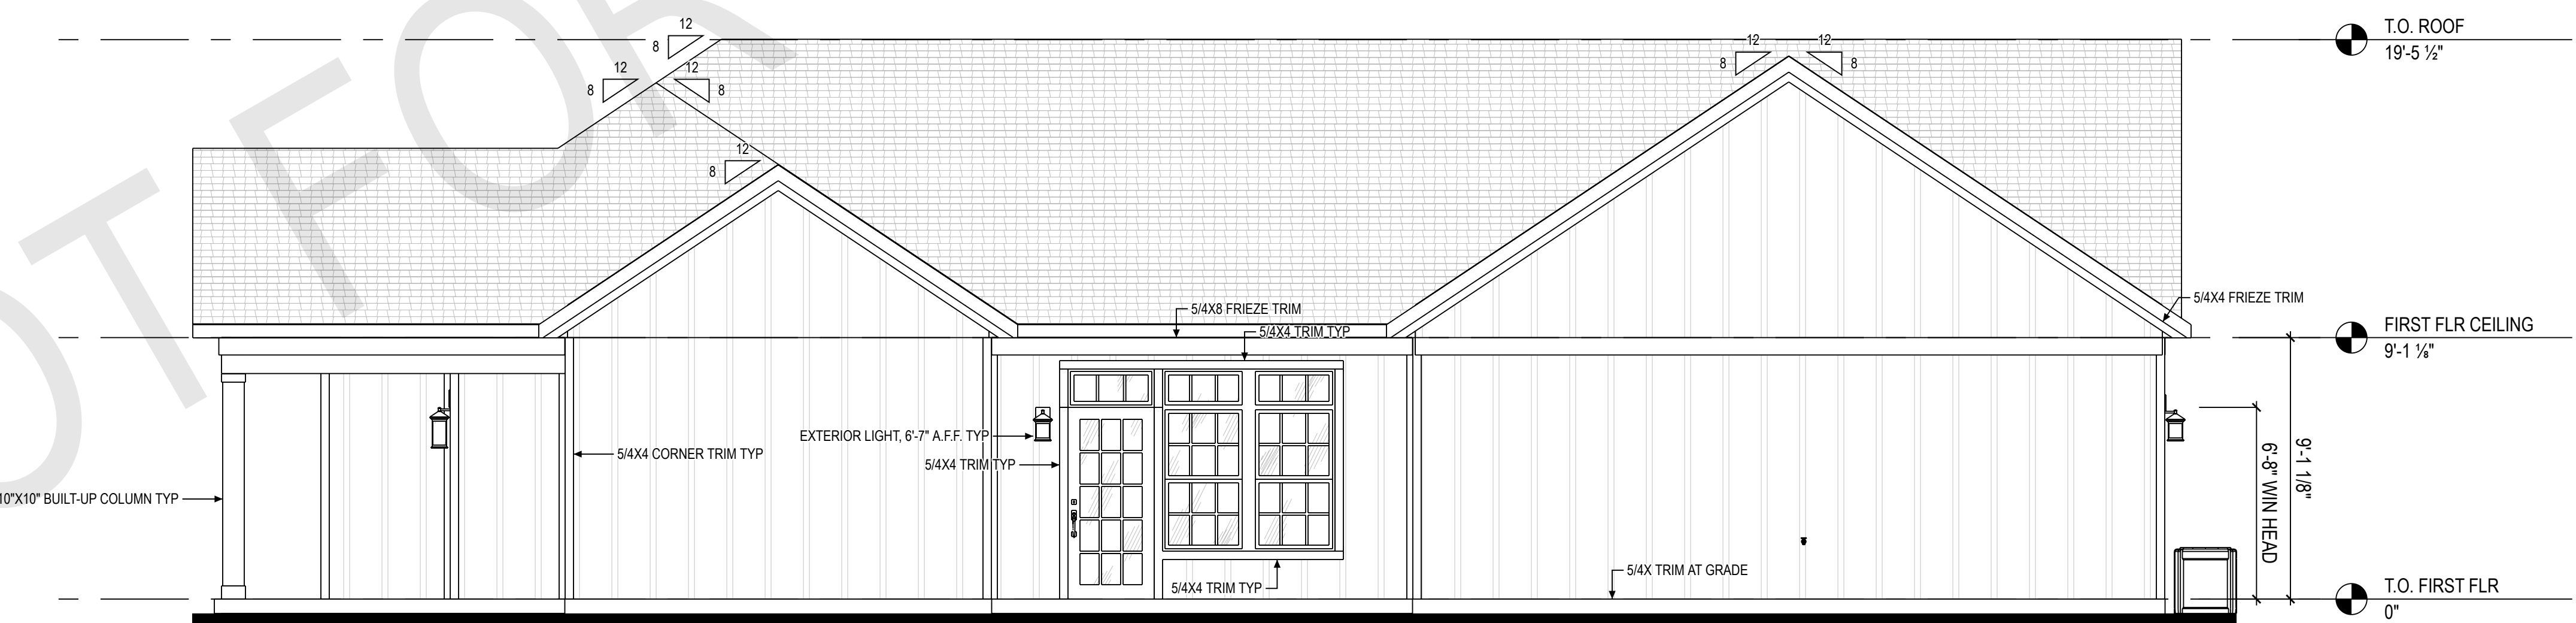 OT FOR
12
8
12
12
8
8
12
8
12
12
8
8
T.O. ROOF
19'-5 ½"
5/4X8 FRIEZE TRIM
5/4X4 TRIM TYP
5/4X4 FRIEZE TRIM
FIRST FLR CEILING
9'-1 ⅛"
EXTERIOR LIGHT, 6'-7" A.F.F. TYP
5/4X4 CORNER TRIM TYP
5/4X4 TRIM TYP
10"X10" BUILT-UP COLUMN TYP
6'-8" WIN HEAD
9'-1 1/8"
5/4X TRIM AT GRADE
5/4X4 TRIM TYP
T.O. FIRST FLR
0"